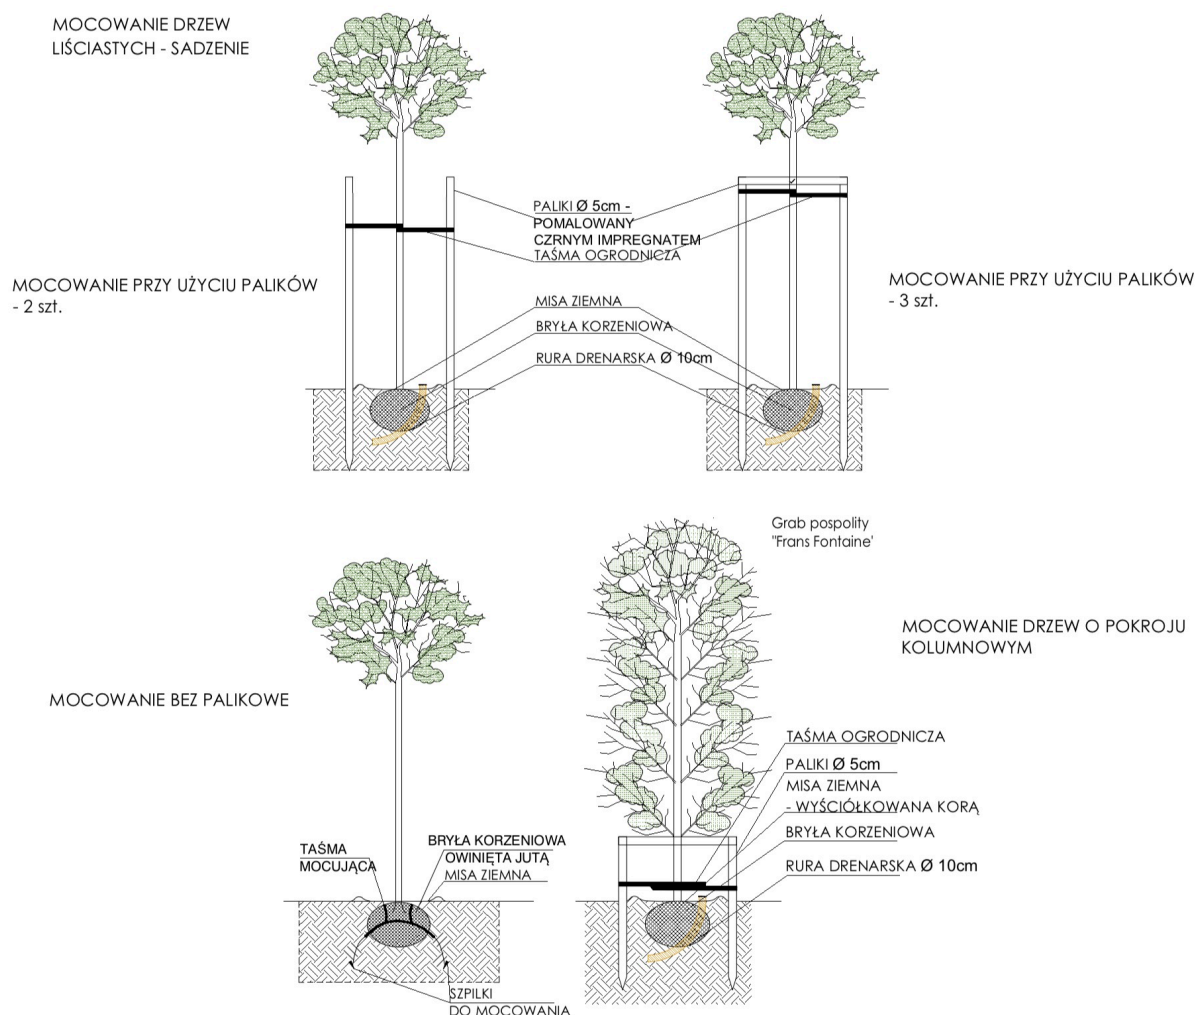 MOCOWANIE DRZEW
LIŚCIASTYCH - SADZENIE
PALIKI Ø 5cm -
POMALOWANY
CZRNYM IMPREGNATEM
TAŚMA OGRODNICZA
MOCOWANIE PRZY UŻYCIU PALIKÓW
- 2 szt.
MOCOWANIE PRZY UŻYCIU PALIKÓW
- 3 szt.
MISA ZIEMNA
BRYŁA KORZENIOWA
RURA DRENARSKA Ø 10cm
Grab pospolity
"Frans Fontaine'
MOCOWANIE DRZEW O POKROJU
KOLUMNOWYM
MOCOWANIE BEZ PALIKOWE
TAŚMA OGRODNICZA
PALIKI Ø 5cm
MISA ZIEMNA
- WYŚCIÓŁKOWANA KORĄ
BRYŁA KORZENIOWA
RURA DRENARSKA Ø 10cm
TAŚMA
MOCUJĄCA
BRYŁA KORZENIOWA
OWINIĘTA JUTĄ
MISA ZIEMNA
SZPILKI
DO MOCOWANIA